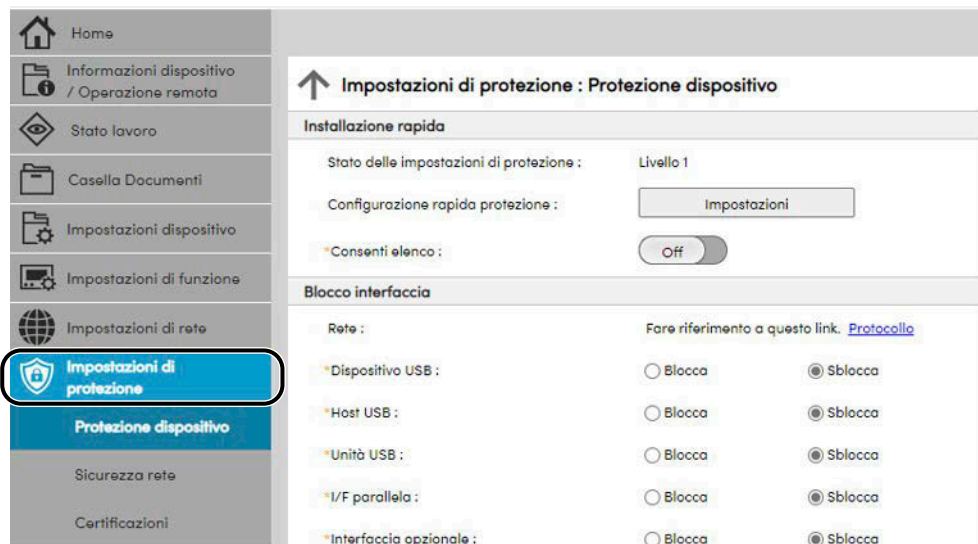 Home
Informazioni dispositivo
/ Operazione remota
Stato lavoro
Casella Documenti
Impostazioni dispositivo
Impostazioni di funzione
Impostazioni di rete
Impostazioni di
protezione
Protezione dispositivo
Sicurezza rete
Certificazioni
Impostazioni di protezione : Protezione dispositivo
Installazione rapida
Stato delle impostazioni di protezione : Livello 1
Configurazione rapida protezione : Impostazioni
*Consenti elenco : Off
Blocco interfaccia
Rete : Fare riferimento a questo link. Protocollo
*Dispositivo USB : Blocca Sblocca
*Host USB : Blocca Sblocca
*Unità USB : Blocca Sblocca
*I/F parallela : Blocca Sblocca
*Interfaccia opzionale : Blocca Sblocca